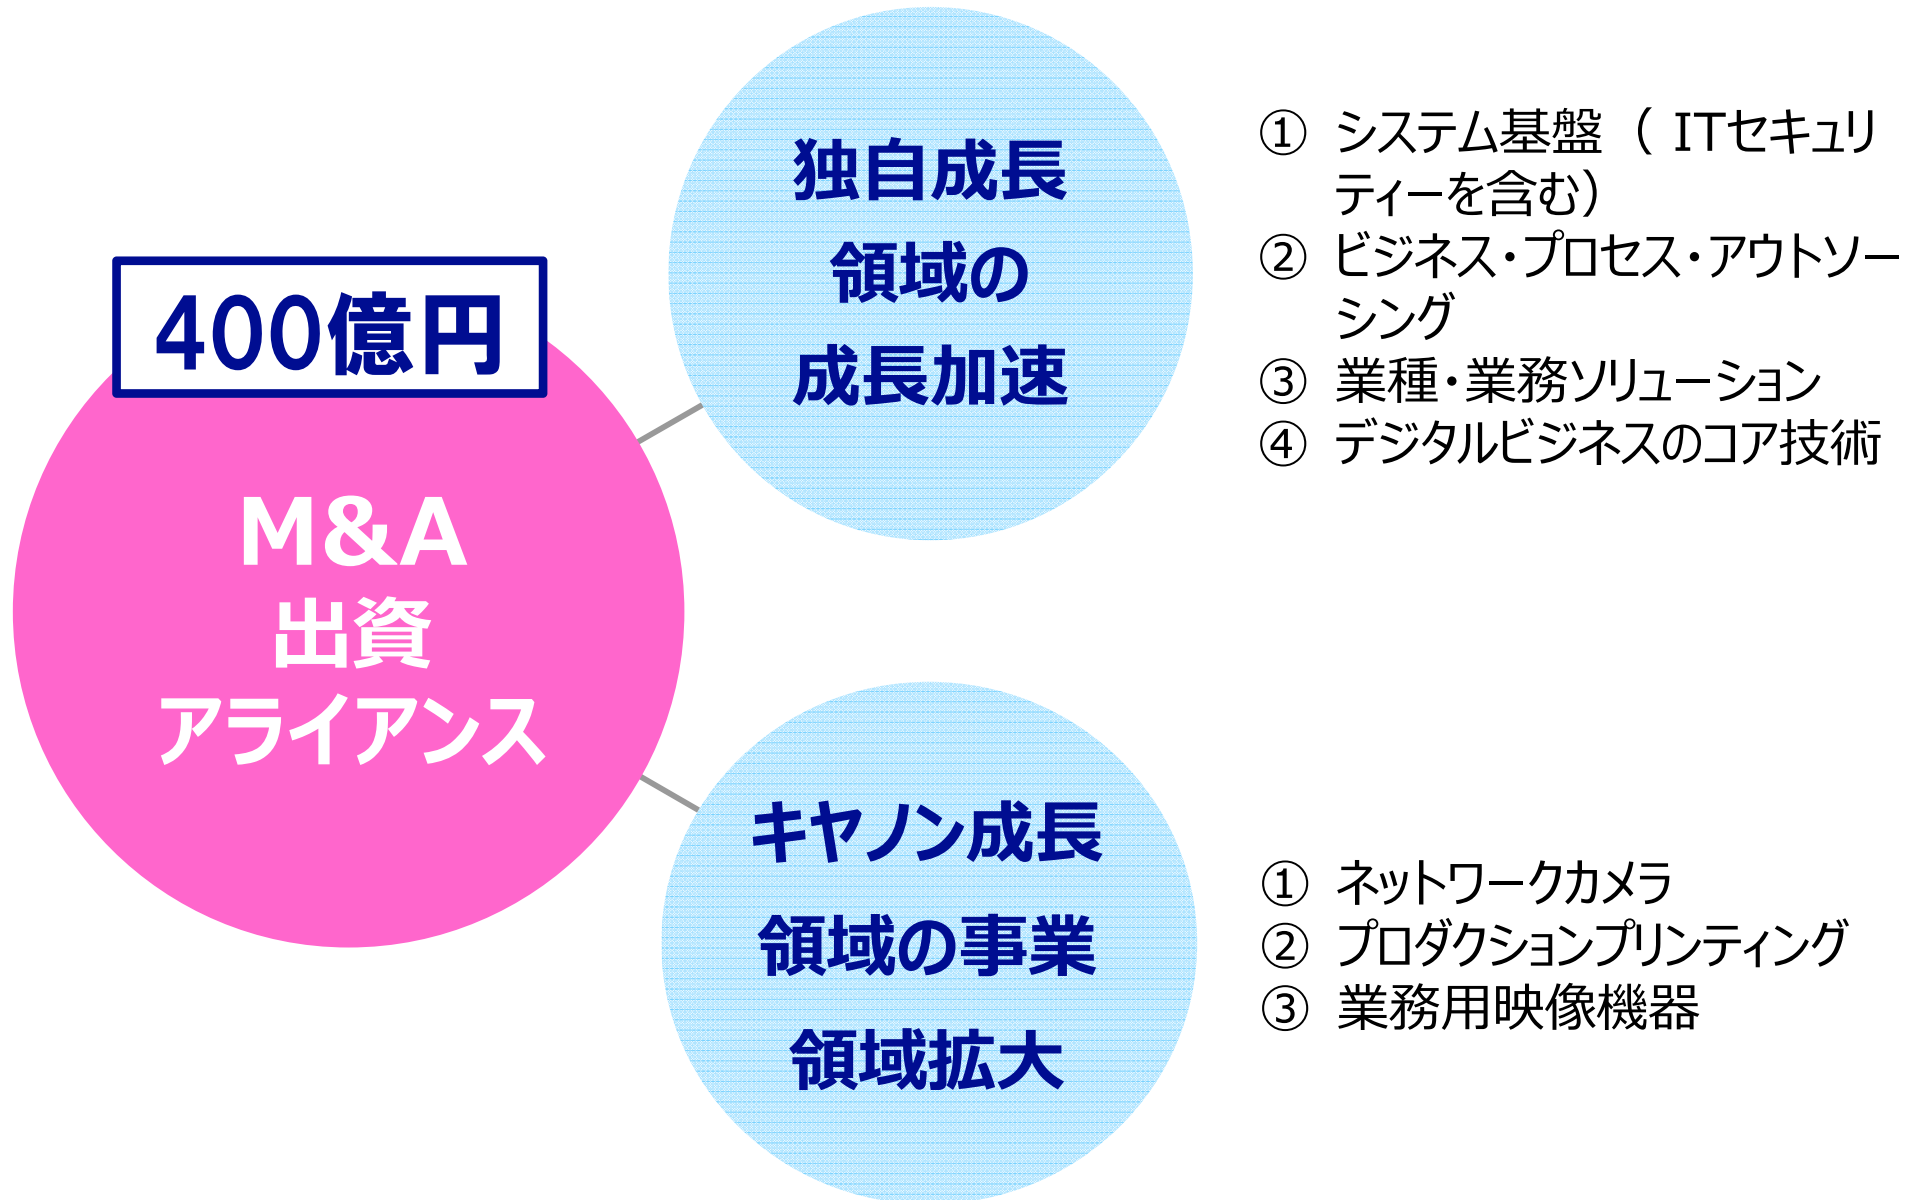 400億円
M&A
出資
アライアンス
独自成長
領域の
成長加速
① システム基盤（ ITセキュリ
ティーを含む）
② ビジネス・プロセス・アウトソー
シング
③ 業種・業務ソリューション
④ デジタルビジネスのコア技術
キヤノン成長
領域の事業
領域拡大
① ネットワークカメラ
② プロダクションプリンティング
③ 業務用映像機器